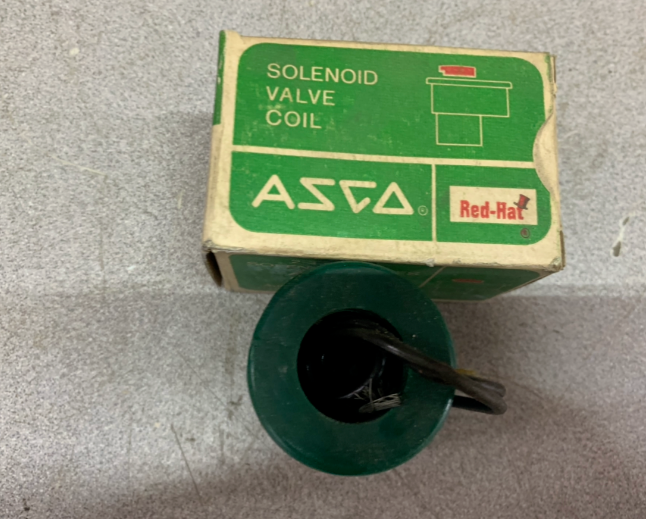 SOLENOID
VALVE
COIL
ASCO®
Red-Hat
®